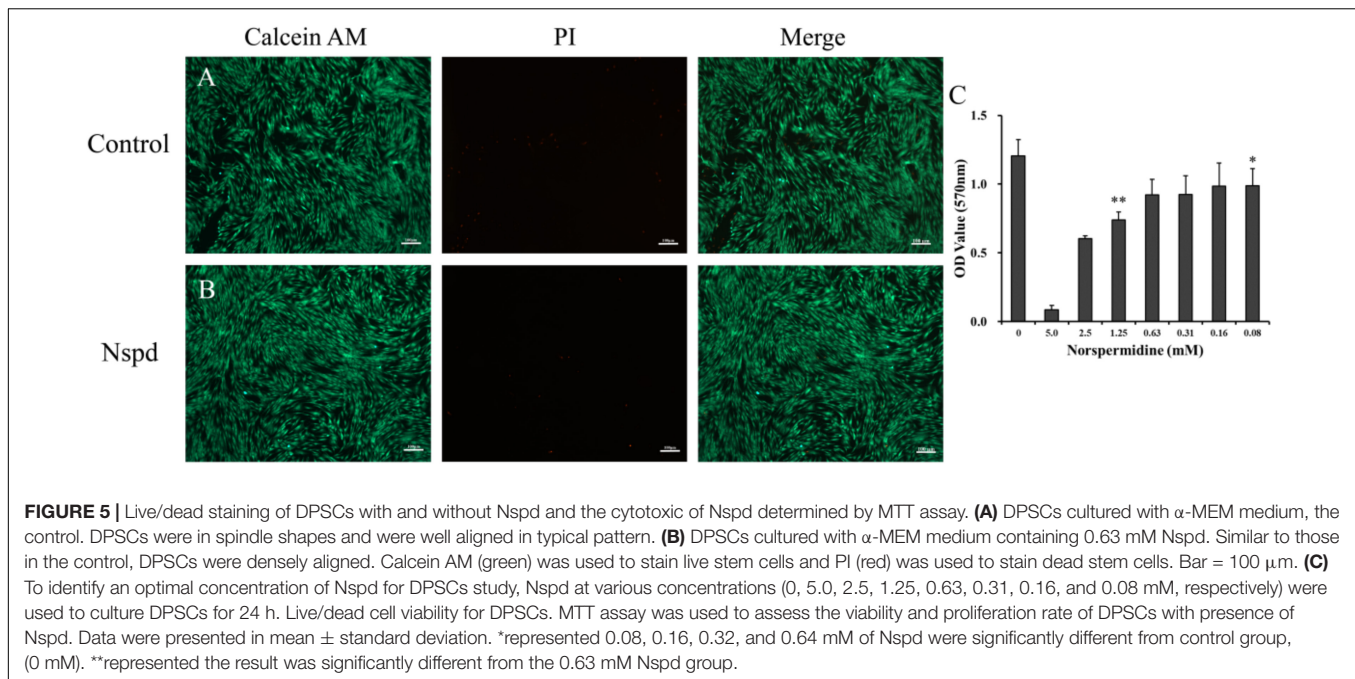 Calcein AM PI Merge
A
Control
100μm 100μm 100 μm
B
Nspd
100μm 100μm 100 μm
C
OD Value (570nm)
1.5
1.0
0.5
0.0
** *
0 5.0 2.5 1.25 0.63 0.31 0.16 0.08
Norspermidine (mM)
FIGURE 5 | Live/dead staining of DPSCs with and without Nspd and the cytotoxic of Nspd determined by MTT assay. (A) DPSCs cultured with α-MEM medium, the
control. DPSCs were in spindle shapes and were well aligned in typical pattern. (B) DPSCs cultured with α-MEM medium containing 0.63 mM Nspd. Similar to those
in the control, DPSCs were densely aligned. Calcein AM (green) was used to stain live stem cells and PI (red) was used to stain dead stem cells. Bar = 100 μm. (C)
To identify an optimal concentration of Nspd for DPSCs study, Nspd at various concentrations (0, 5.0, 2.5, 1.25, 0.63, 0.31, 0.16, and 0.08 mM, respectively) were
used to culture DPSCs for 24 h. Live/dead cell viability for DPSCs. MTT assay was used to assess the viability and proliferation rate of DPSCs with presence of
Nspd. Data were presented in mean ± standard deviation. *represented 0.08, 0.16, 0.32, and 0.64 mM of Nspd were significantly different from control group,
(0 mM). **represented the result was significantly different from the 0.63 mM Nspd group.